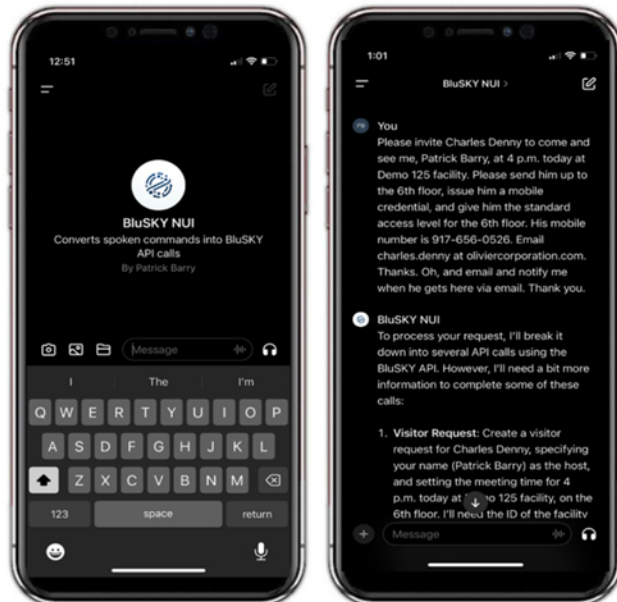 12:51
BluSKY NUI
Converts spoken commands into BluSKY
API calls
By Patrick Barry
Message
I The I'm
Q W E R T Y U I O P
A S D F G H J K L
Z X C V B N M
123 space return
1:01
BluSKY NUI >
PB
You
Please invite Charles Denny to come and
see me, Patrick Barry, at 4 p.m. today at
Demo 125 facility. Please send him up to
the 6th floor, issue him a mobile
credential, and give him the standard
access level for the 6th floor. His mobile
number is 917-656-0526. Email
charles.denny at oliviercorporation.com.
Thanks. Oh, and email and notify me
when he gets here via email. Thank you.
BluSKY NUI
To process your request, I'll break it
down into several API calls using the
BluSKY API. However, I'll need a bit more
information to complete some of these
calls:
1. Visitor Request: Create a visitor
request for Charles Denny, specifying
your name (Patrick Barry) as the host,
and setting the meeting time for 4
p.m. today at 125 facility, on the
6th floor. I'll need the ID of the facility
Message